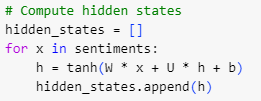 # Compute hidden states
hidden_states = []
for x in sentiments:
    h = tanh(W * x + U * h + b)
    hidden_states.append(h)